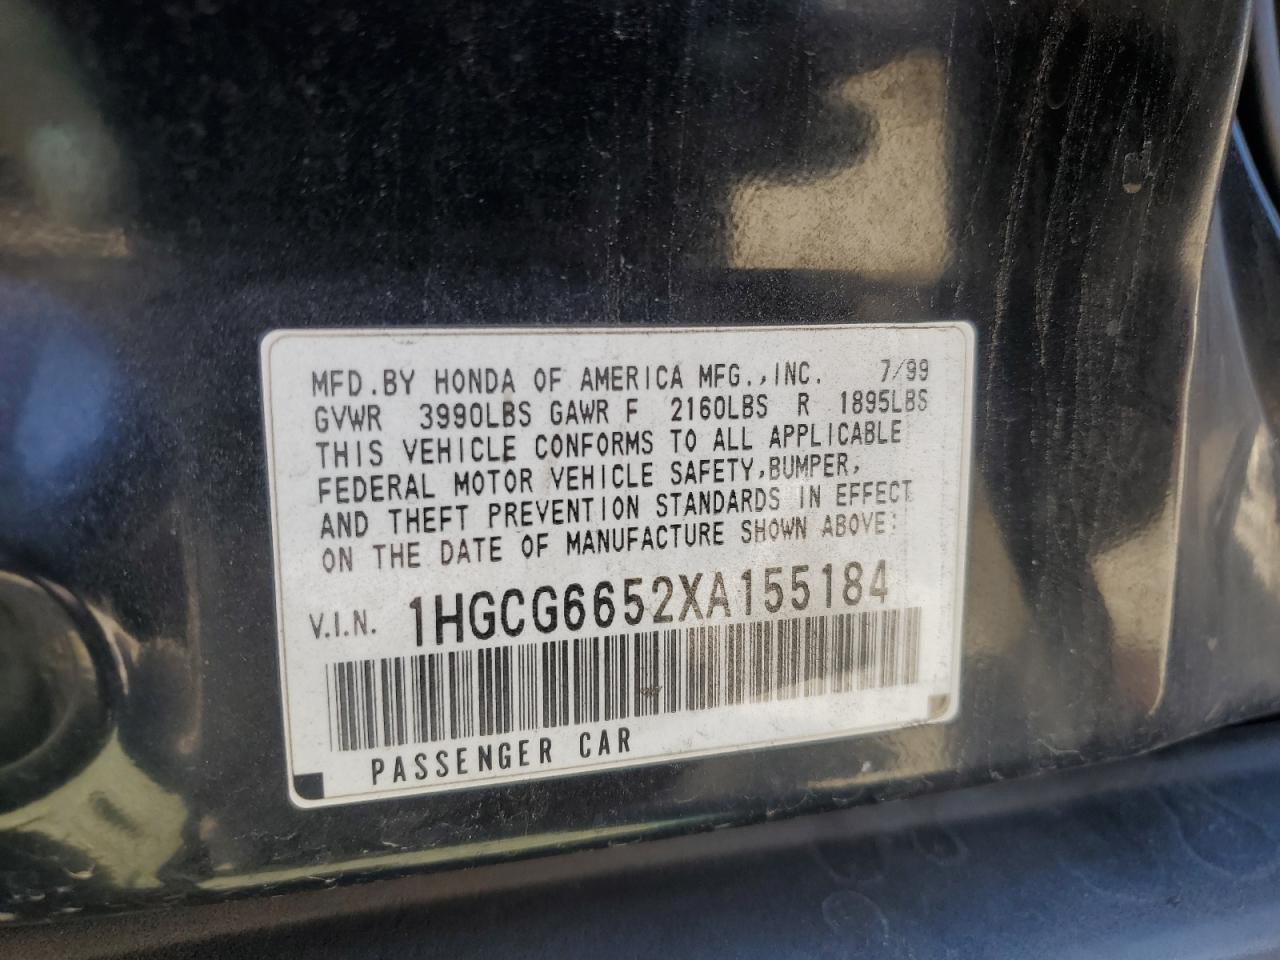 MFD.BY HONDA OF AMERICA MFG.,INC. 7/99
GVWR 3990LBS GAWR F 2160LBS R 1895LBS
THIS VEHICLE CONFORMS TO ALL APPLICABLE
FEDERAL MOTOR VEHICLE SAFETY,BUMPER,
AND THEFT PREVENTION STANDARDS IN EFFECT
ON THE DATE OF MANUFACTURE SHOWN ABOVE:
V.I.N. 1HGCG6652XA155184
PASSENGER CAR